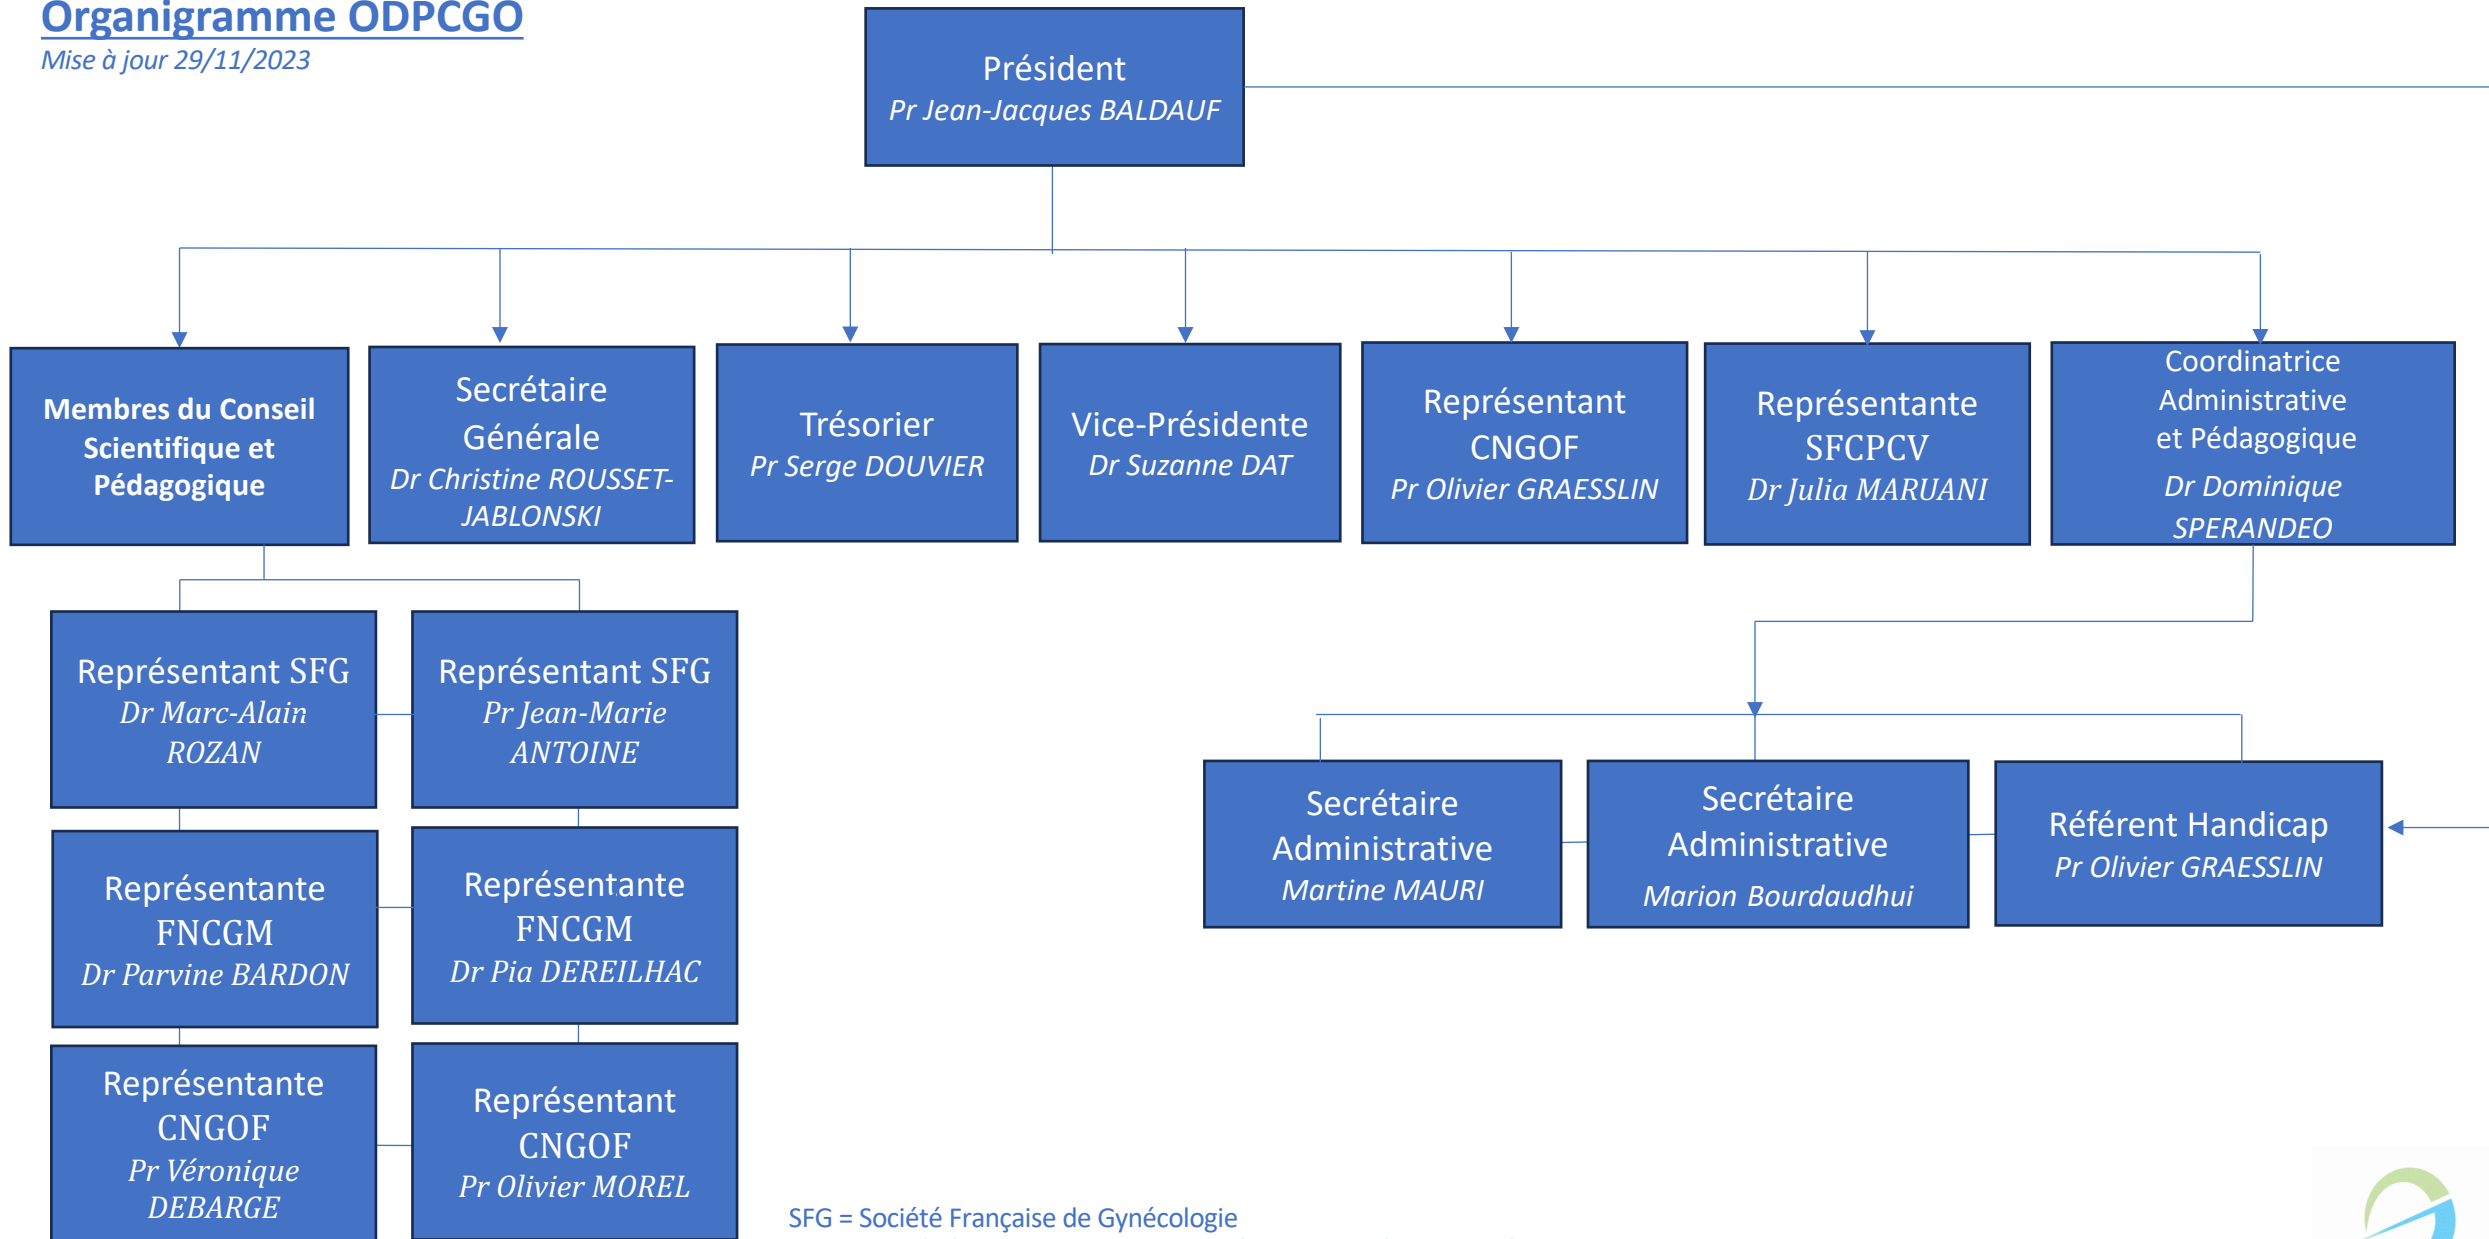 Organigramme ODPCGO
Mise à jour 29/11/2023
Président
Pr Jean-Jacques BALDAUF
Membres du Conseil
Scientifique et
Pédagogique
Secrétaire
Générale
Dr Christine ROUSSET-
JABLONSKI
Trésorier
Pr Serge DOUVIER
Vice-Présidente
Dr Suzanne DAT
Représentant
CNGOF
Pr Olivier GRAESSLIN
Représentante
SFCPCV
Dr Julia MARUANI
Coordinatrice
Administrative
et Pédagogique
Dr Dominique
SPERANDEO
Représentant SFG
Dr Marc-Alain
ROZAN
Représentant SFG
Pr Jean-Marie
ANTOINE
Représentante
FNCGM
Dr Parvine BARDON
Représentante
FNCGM
Dr Pia DEREILHAC
Représentante
CNGOF
Pr Véronique
DEBARGE
Représentant
CNGOF
Pr Olivier MOREL
Secrétaire
Administrative
Martine MAURI
Secrétaire
Administrative
Marion Bourdaudhui
Référent Handicap
Pr Olivier GRAESSLIN
SFG = Société Française de Gynécologie